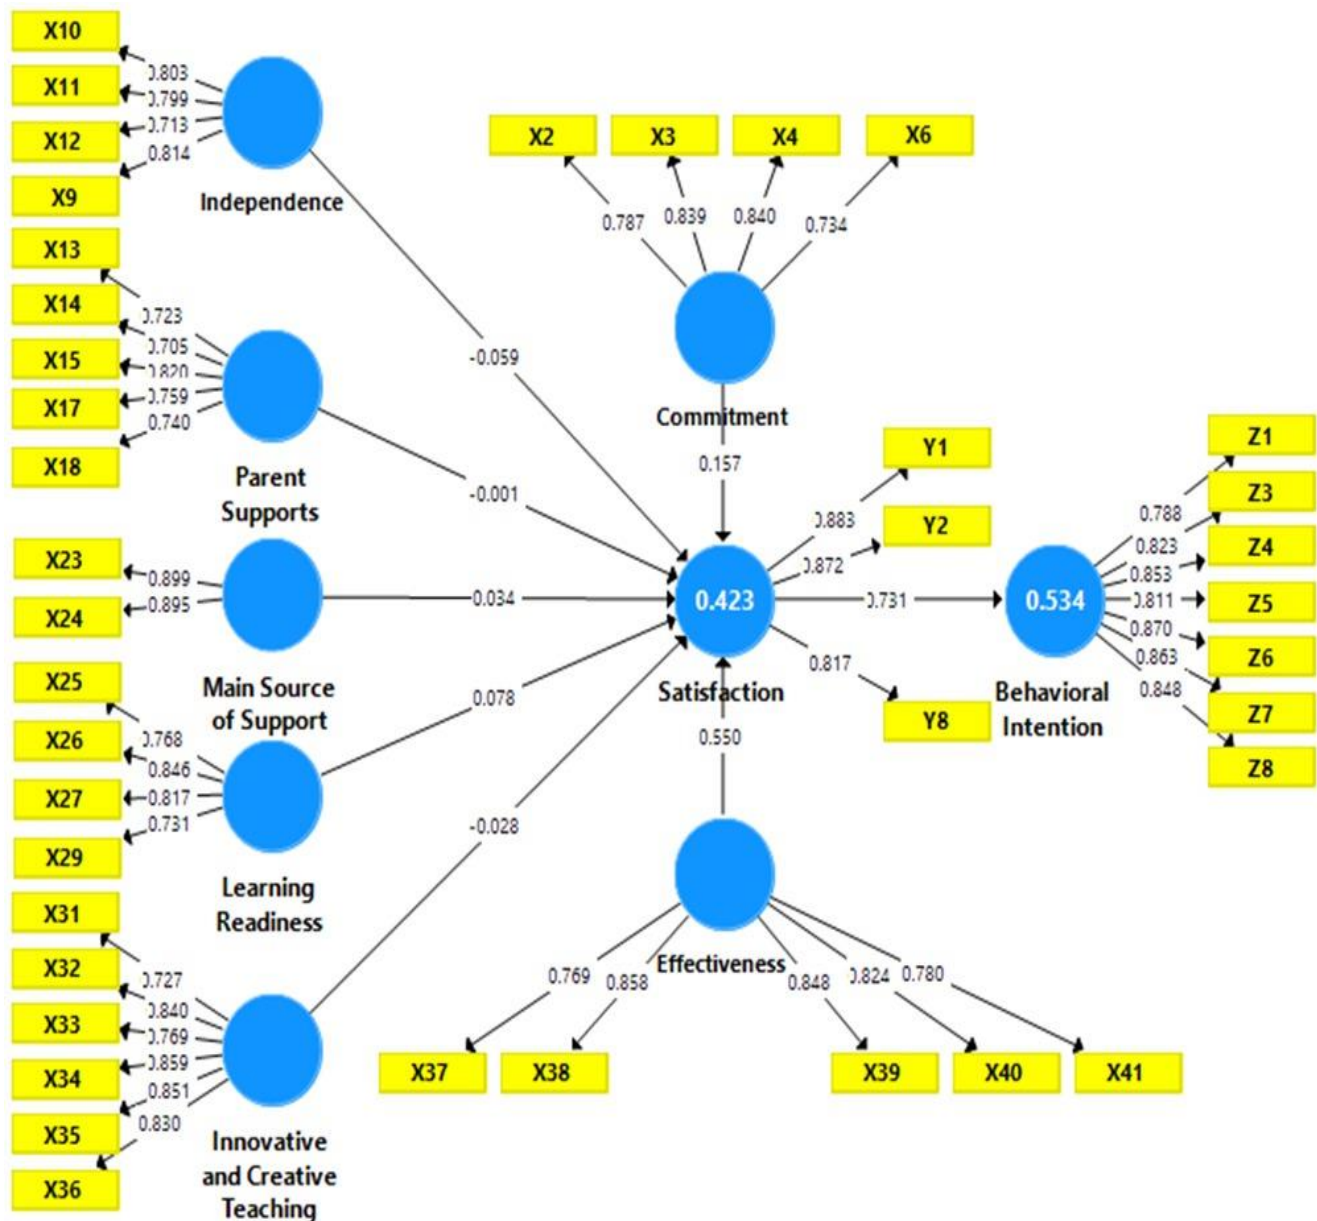 X10
X11
X12
X9
0.803
0.799
0.713
0.814
Independence
X13
X14
X15
X17
X18
0.723
0.705
0.820
0.759
0.740
Parent
Supports
X23
X24
0.899
0.895
Main Source
of Support
X25
X26
X27
X29
0.768
0.846
0.817
0.731
Learning
Readiness
X31
X32
X33
X34
X35
X36
0.727
0.840
0.769
0.859
0.851
0.830
Innovative
and Creative
Teaching
-0.059
-0.001
0.034
0.078
-0.028
X2
X3
X4
X6
0.787
0.839
0.840
0.734
Commitment
0.157
0.423
Satisfaction
0.550
Y1
Y2
Y8
0.883
0.872
0.817
0.731
Effectiveness
0.769
0.858
0.848
0.824
0.780
X37
X38
X39
X40
X41
0.534
Behavioral
Intention
0.788
0.823
0.853
0.811
0.870
0.863
0.848
Z1
Z3
Z4
Z5
Z6
Z7
Z8